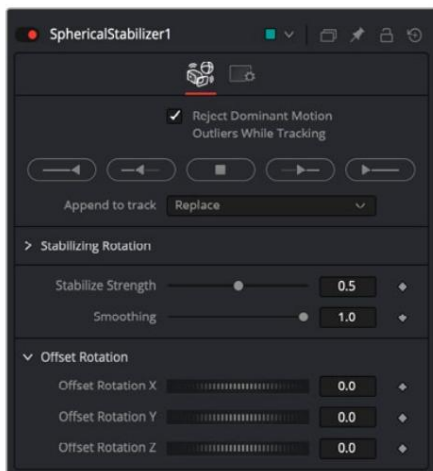 SphericalStabilizer1
Reject Dominant Motion
Outliers While Tracking
Append to track Replace
Stabilizing Rotation
Stabilize Strength 0.5
Smoothing 1.0
Offset Rotation
Offset Rotation X 0.0
Offset Rotation Y 0.0
Offset Rotation Z 0.0